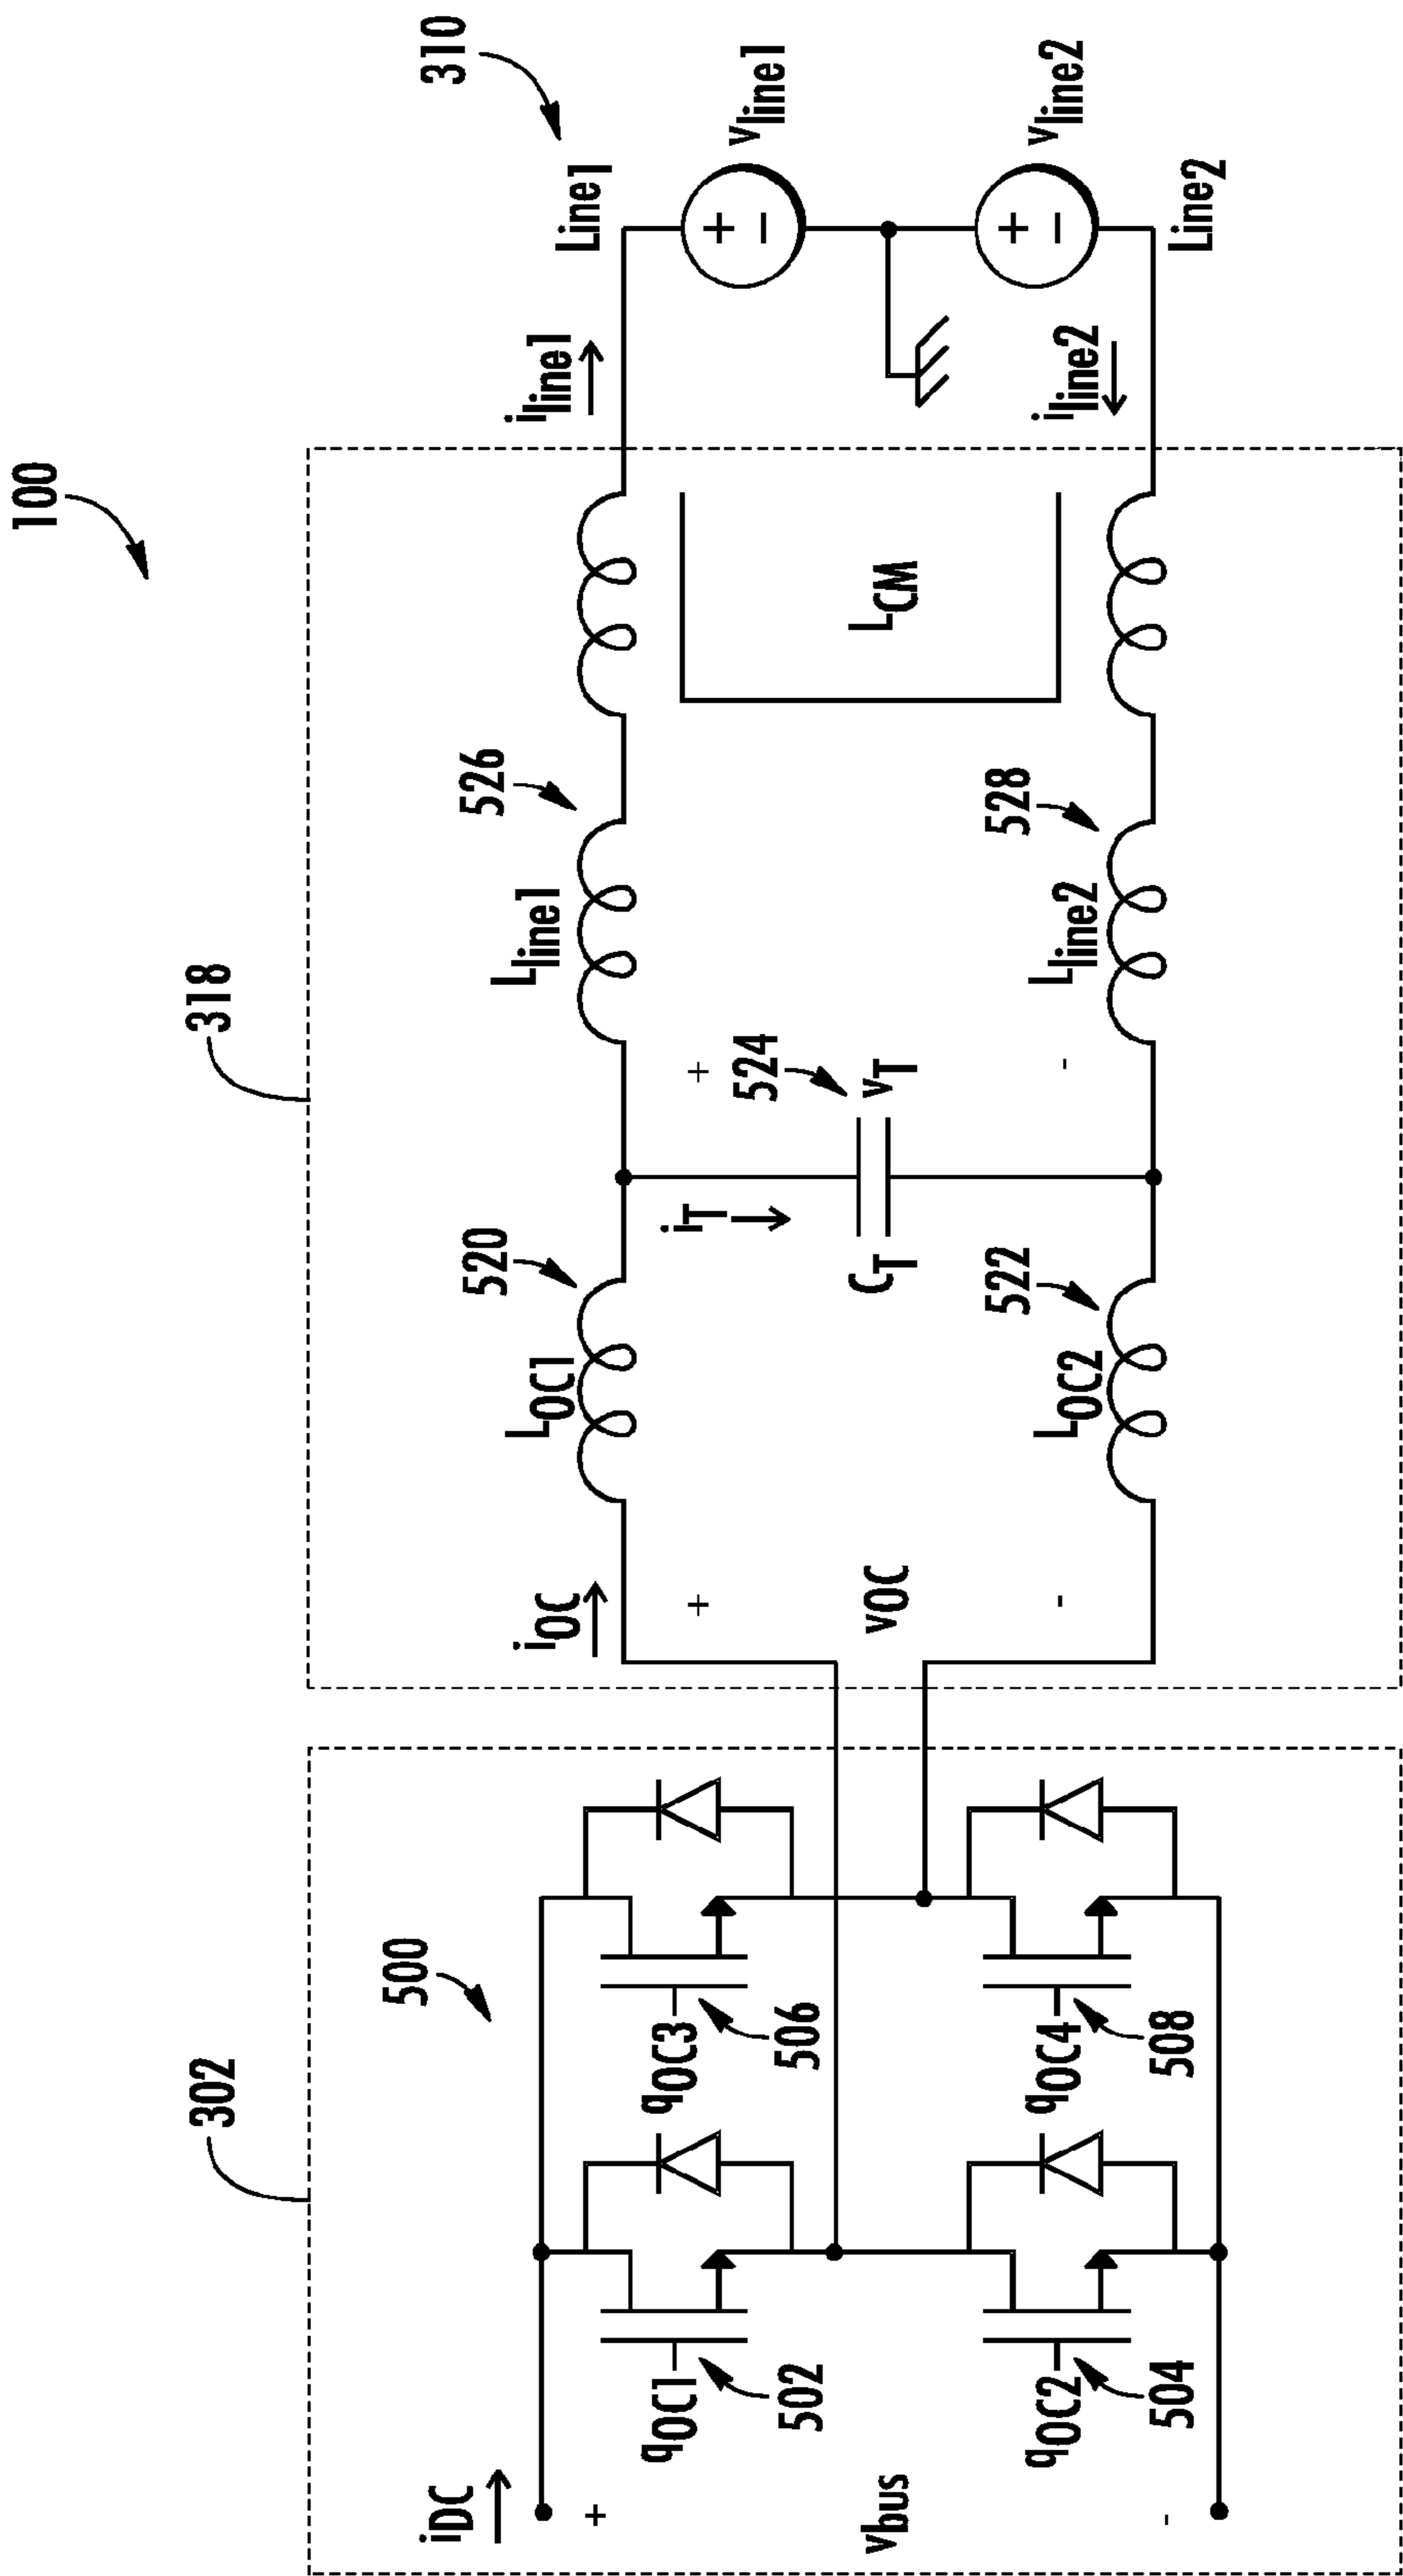 100
302
318
310
500
iDC
+
vbus
-
qOC1
502
qOC2
504
qOC3
506
qOC4
508
iOC
+
vOC
-
LOC1
520
LOC2
522
iT
CT
524
+
vT
-
Lline1
526
Lline2
528
LCM
iline1
iline2
Line1
Line2
+
-
vline1
+
-
vline2